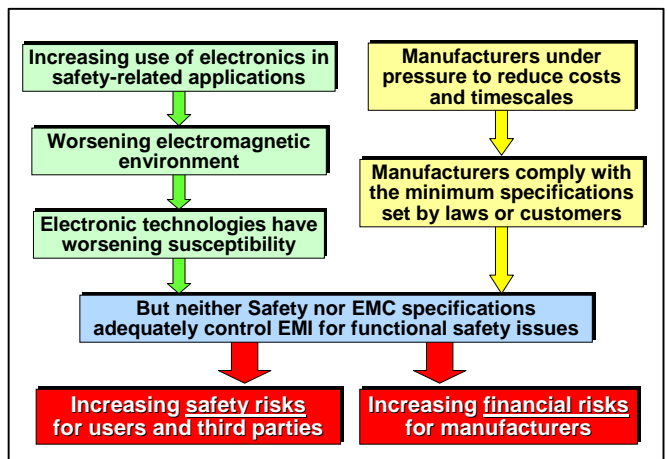 Increasing use of electronics in
safety-related applications
Worsening electromagnetic
environment
Electronic technologies have
worsening susceptibility
Manufacturers under
pressure to reduce costs
and timescales
Manufacturers comply with
the minimum specifications
set by laws or customers
But neither Safety nor EMC specifications
adequately control EMI for functional safety issues
Increasing safety risks
for users and third parties
Increasing financial risks
for manufacturers